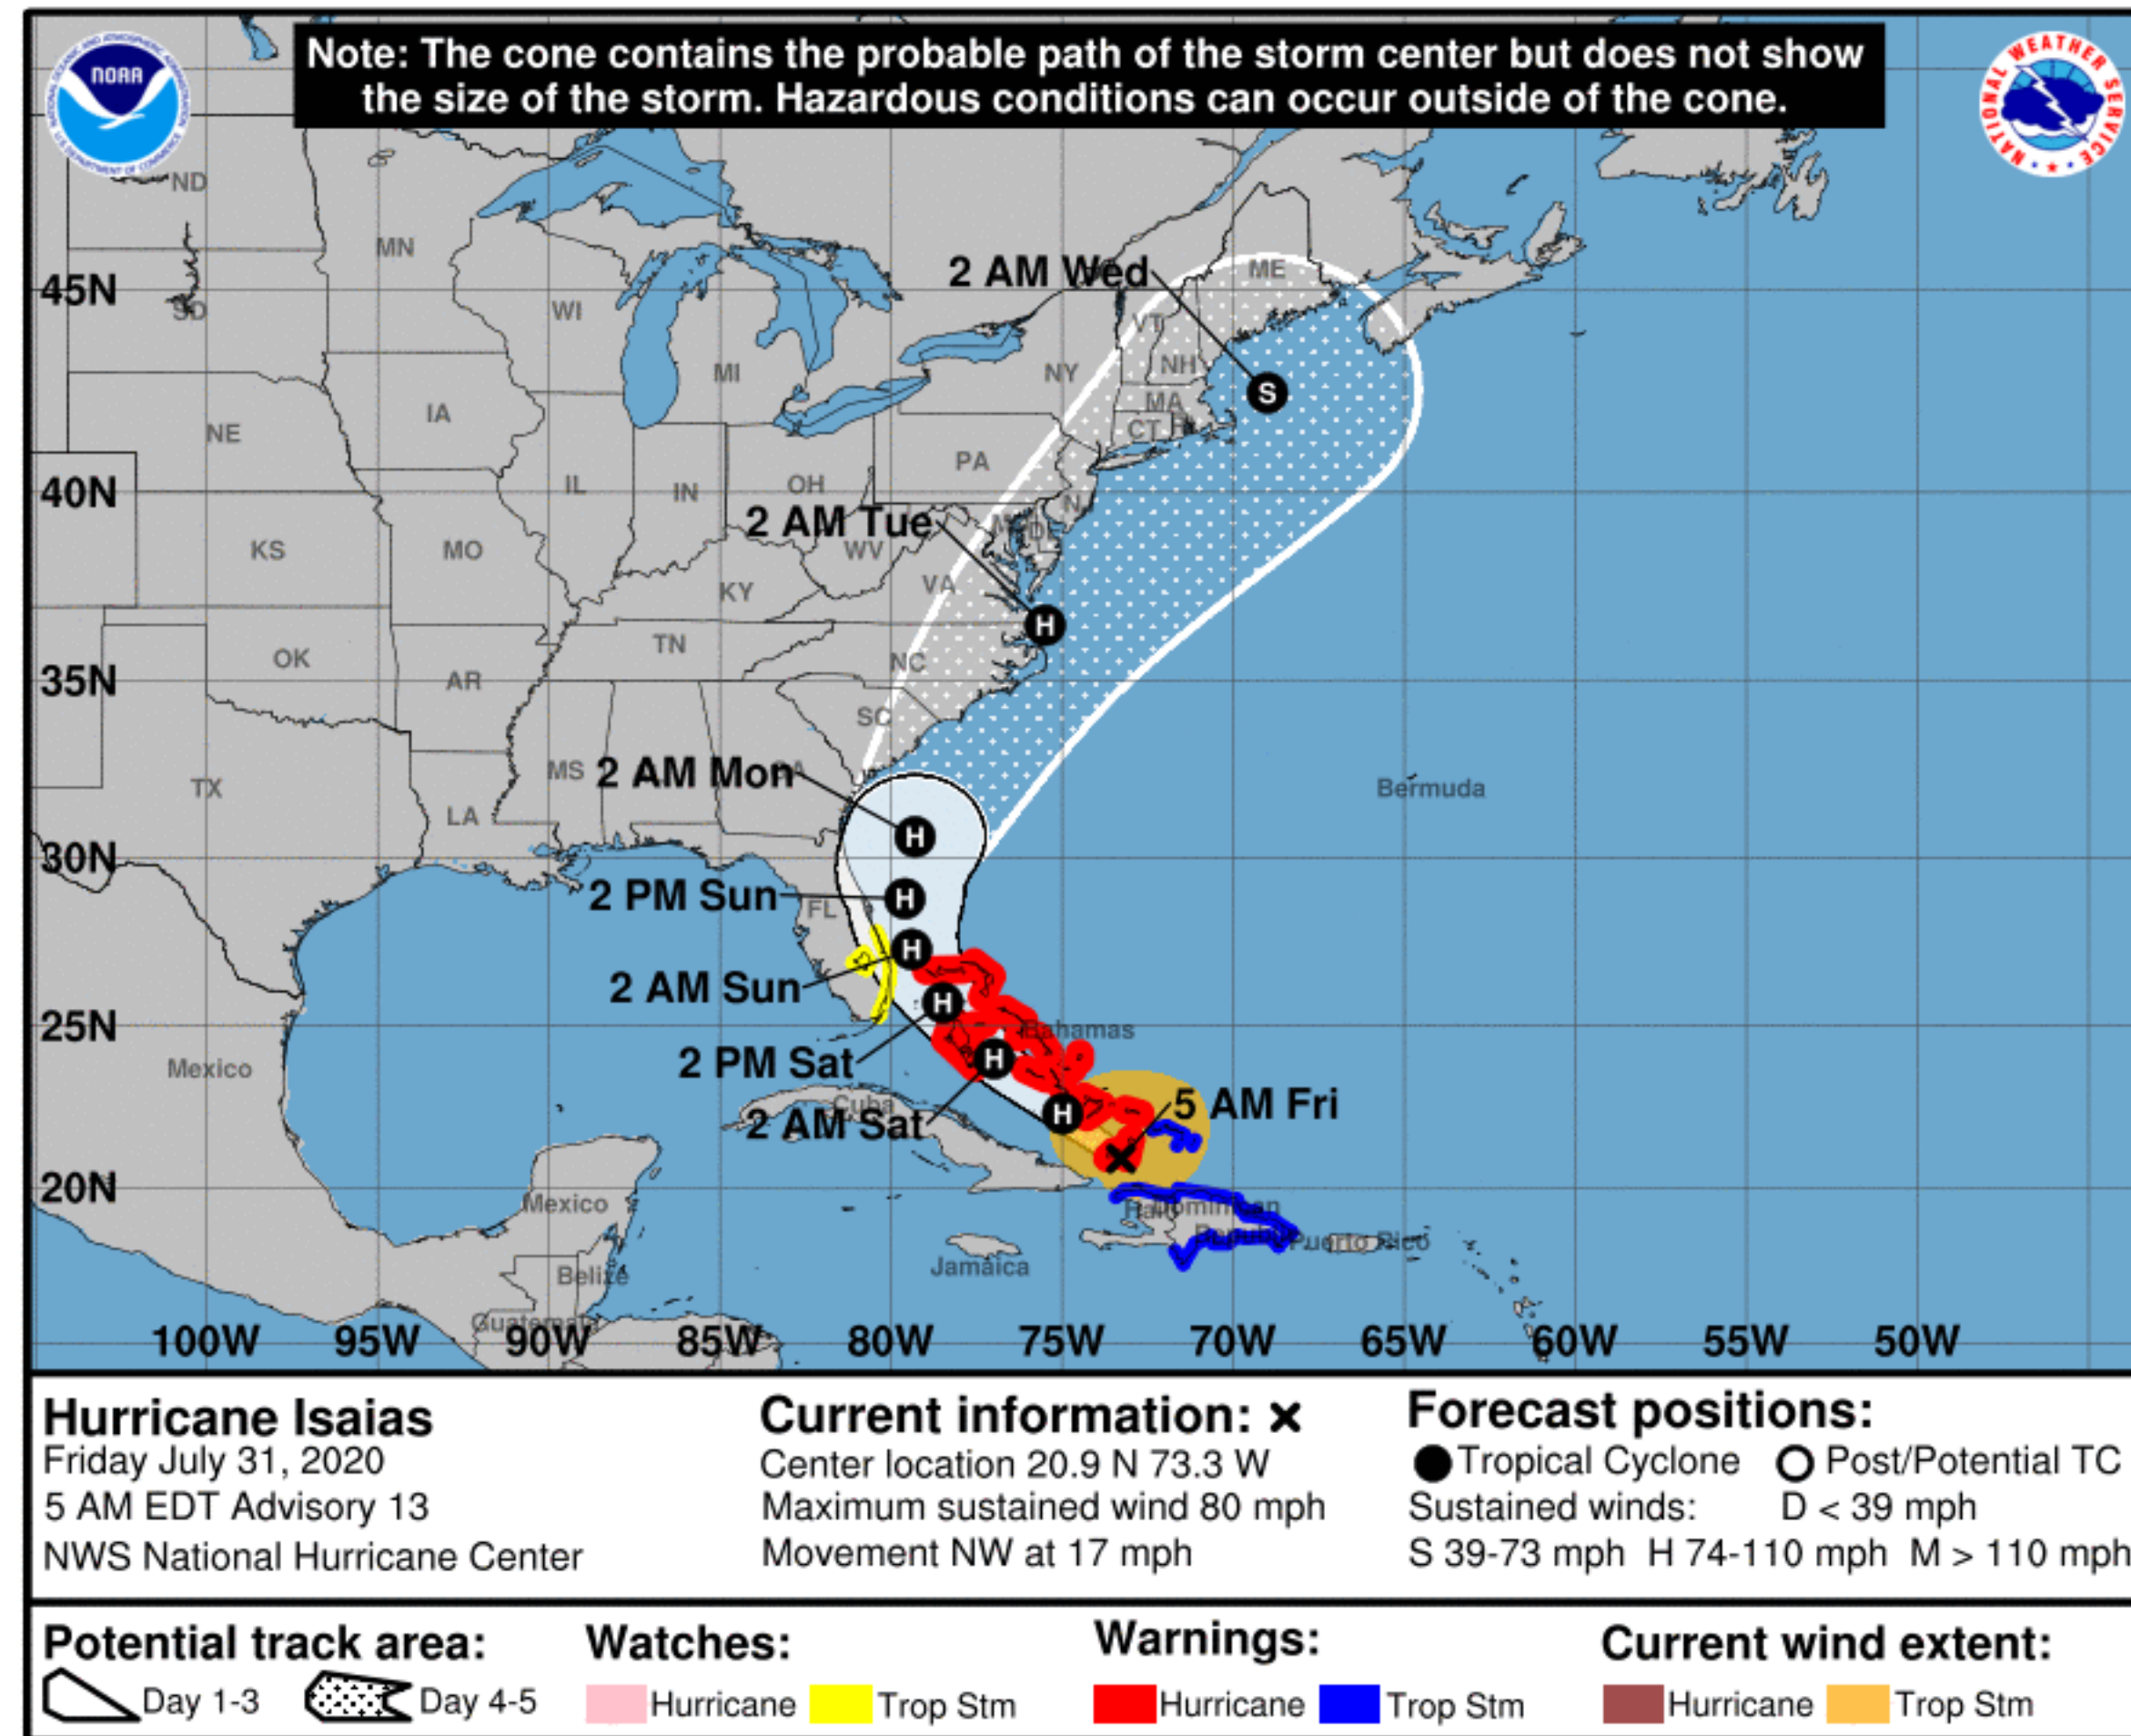 Note: The cone contains the probable path of the storm center but does not show
the size of the storm. Hazardous conditions can occur outside of the cone.
NOAA
NATIONAL WEATHER SERVICE
ND
MN
ME
2 AM Wed
45N
SD
WI
VT
MI
NY
NH
S
IA
MA
NE
CT
PA
40N
IL
IN
OH
2 AM Tue
KS
MO
WV
VA
KY
H
OK
TN
NC
35N
AR
SC
TX
MS
2 AM Mon
Bermuda
LA
30N
H
2 PM Sun
H
FL
H
2 AM Sun
H
25N
Bahamas
Mexico
2 PM Sat
H
Cuba
2 AM Sat
H
5 AM Fri
20N
Mexico
Haiti
Dominican
Republic
Puerto Rico
Jamaica
Belize
Guatemala
100W 95W 90W 85W 80W 75W 70W 65W 60W 55W 50W
Hurricane Isaias
Friday July 31, 2020
5 AM EDT Advisory 13
NWS National Hurricane Center
Current information: x
Center location 20.9 N 73.3 W
Maximum sustained wind 80 mph
Movement NW at 17 mph
Forecast positions:
Tropical Cyclone Post/Potential TC
Sustained winds: D < 39 mph
S 39-73 mph H 74-110 mph M > 110 mph
Potential track area:
Day 1-3 Day 4-5
Watches:
Hurricane Trop Stm
Warnings:
Hurricane Trop Stm
Current wind extent:
Hurricane Trop Stm